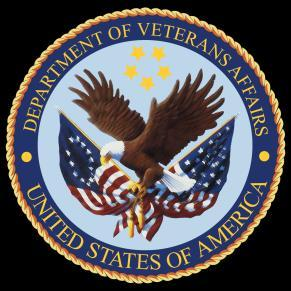 DEPARTMENT OF VETERANS AFFAIRS
UNITED STATES OF AMERICA